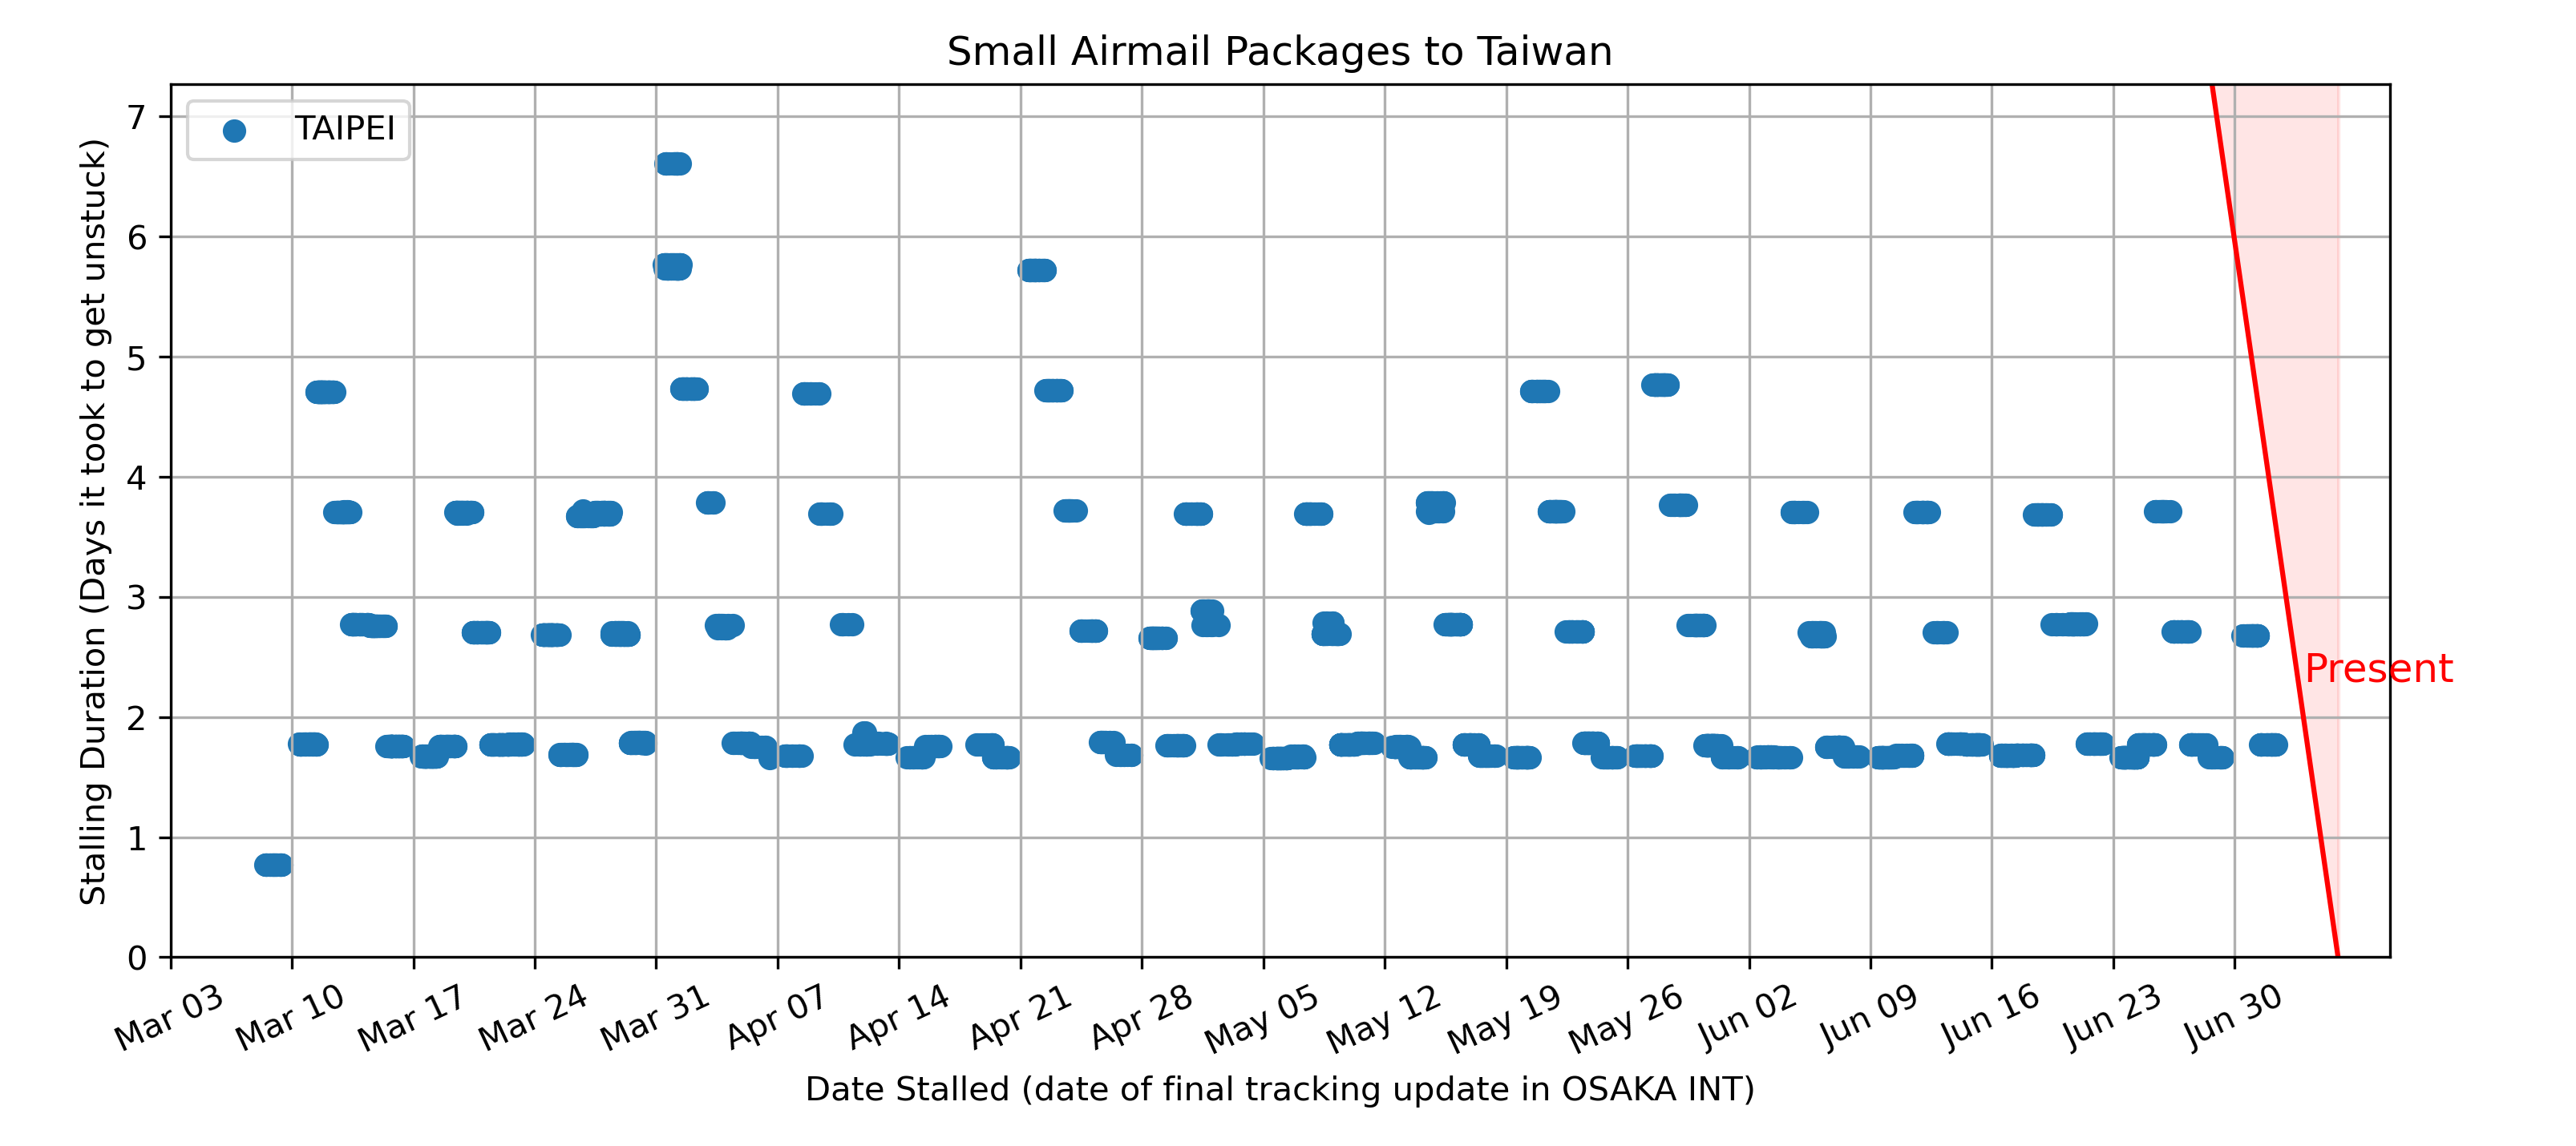 Small Airmail Packages to Taiwan
TAIPEI
Stalling Duration (Days it took to get unstuck)
7
6
5
4
3
2
1
0
Present
Mar 03
Mar 10
Mar 17
Mar 24
Mar 31
Apr 07
Apr 14
Apr 21
Apr 28
May 05
May 12
May 19
May 26
Jun 02
Jun 09
Jun 16
Jun 23
Jun 30
Date Stalled (date of final tracking update in OSAKA INT)